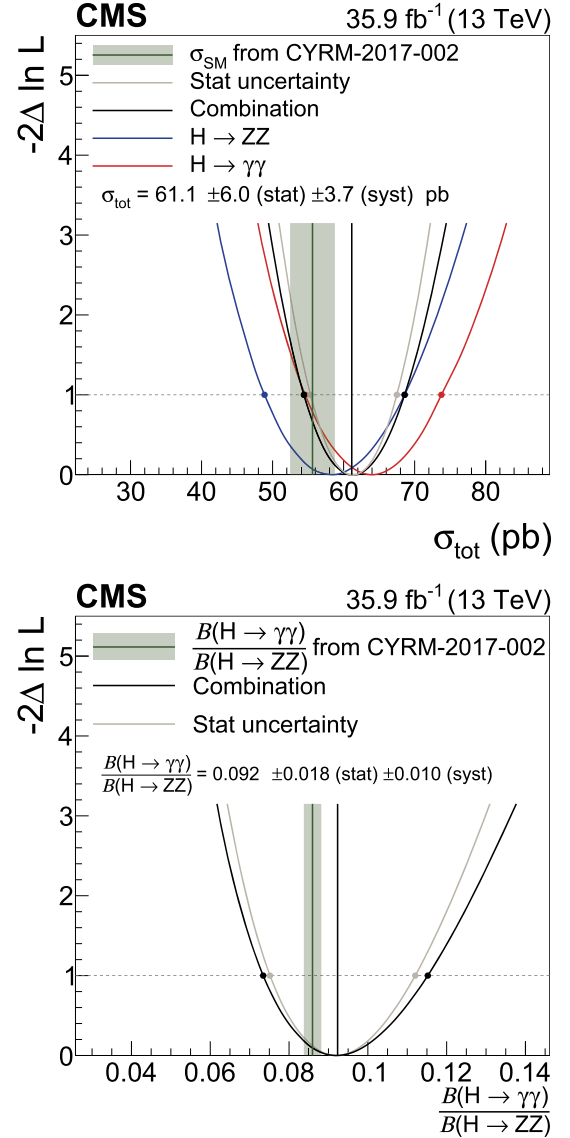 CMS 35.9 fb⁻¹ (13 TeV)
-2Δ ln L
σ_SM from CYRM-2017-002
Stat uncertainty
Combination
H → ZZ
H → γγ
σ_tot = 61.1 ±6.0 (stat) ±3.7 (syst) pb
5
4
3
2
1
0
30 40 50 60 70 80
σ_tot (pb)
CMS 35.9 fb⁻¹ (13 TeV)
-2Δ ln L
B(H → γγ)
B(H → ZZ) from CYRM-2017-002
Combination
Stat uncertainty
B(H → γγ)
B(H → ZZ) = 0.092 ±0.018 (stat) ±0.010 (syst)
5
4
3
2
1
0
0.04 0.06 0.08 0.1 0.12 0.14
B(H → γγ)
B(H → ZZ)